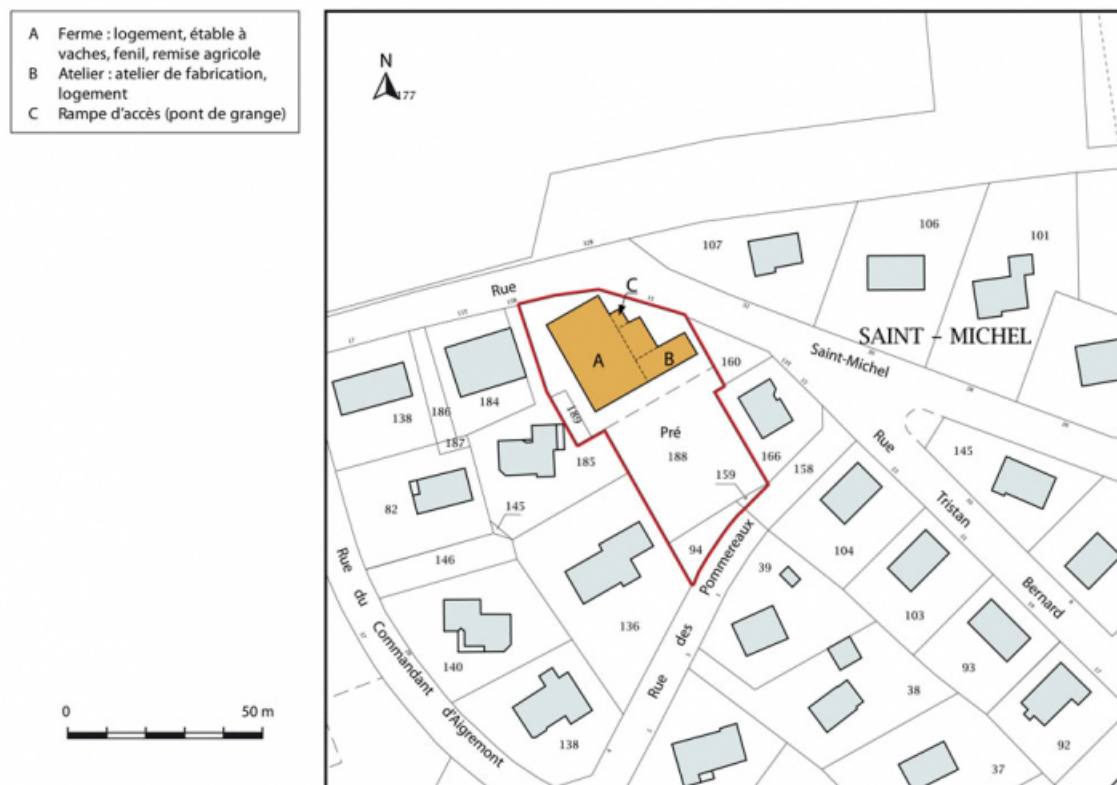 A Ferme : logement, étable à
vaches, fenil, remise agricole
B Atelier : atelier de fabrication,
logement
C Rampe d'accès (pont de grange)
N
177
106
107
101
Rue
C
SAINT – MICHEL
Saint-Michel
A
B
160
184
138
186
189
187
Pré
188
185
166
145
Rue
82
159
158
145
146
Rue du
Commandant
d'Aigremont
94
Pommereaux
des
Rue
39
104
103
Tristan
Bernard
136
140
93
38
92
138
37
0 50 m